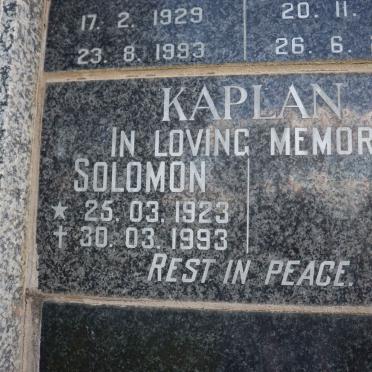 17. 2. 1929 20. 11.
23. 8. 1993 26. 6.
KAPLAN
IN LOVING MEMOR
SOLOMON
★ 25. 03. 1923
† 30. 03. 1993
REST IN PEACE.